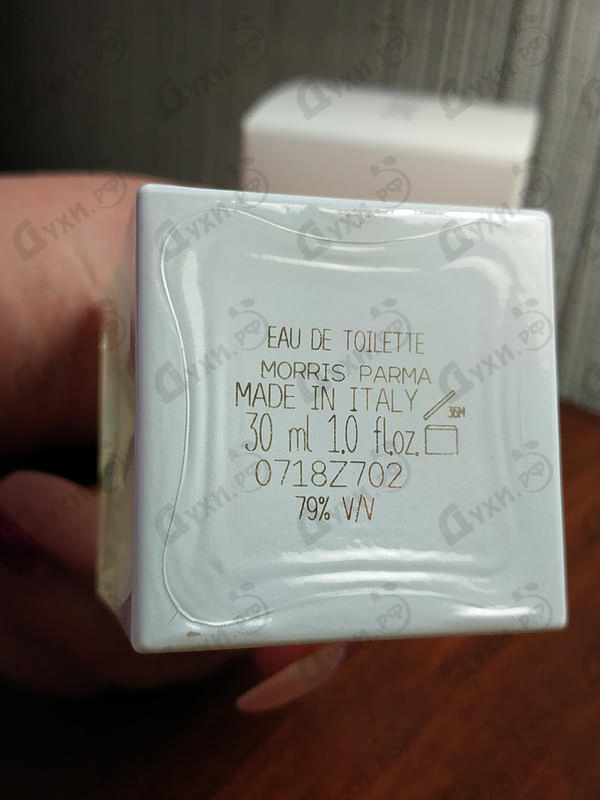 EAU DE TOILETTE
MORRIS PARMA
MADE IN ITALY
36M
30 ml 1.0 fl.oz.
0718Z702
79% V/V
Духи.РФ